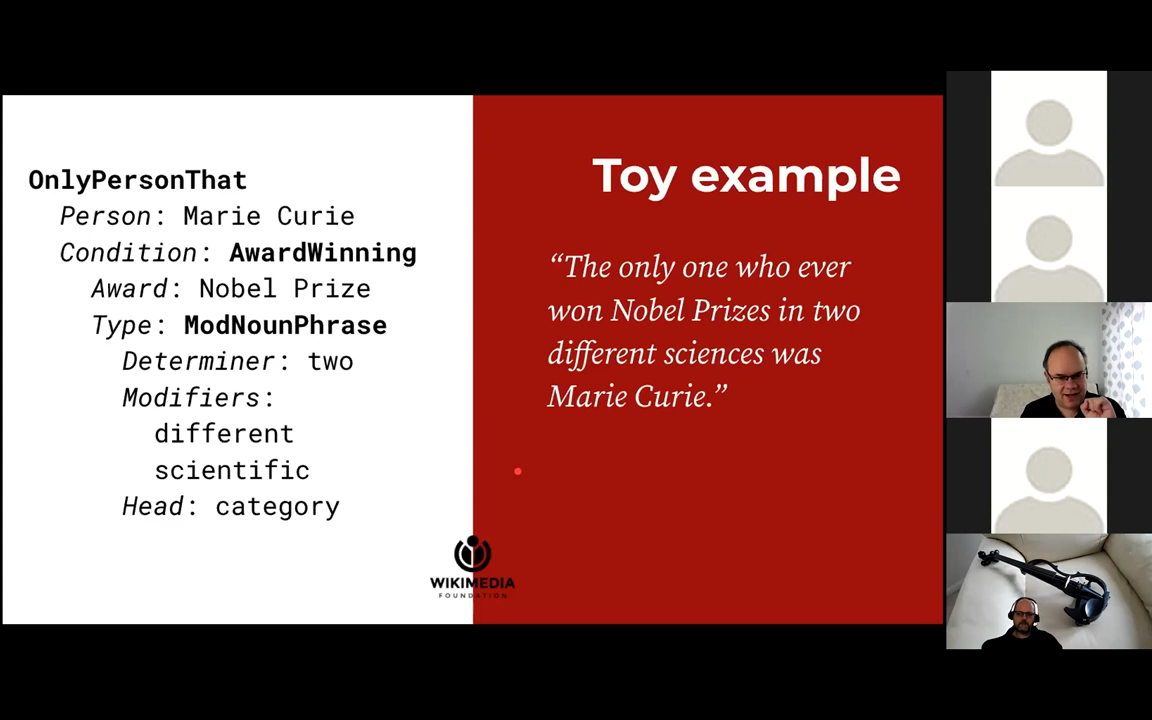 OnlyPersonThat
Person: Marie Curie
Condition: AwardWinning
Award: Nobel Prize
Type: ModNounPhrase
Determiner: two
Modifiers:
different
scientific
Head: category
Toy example
“The only one who ever
won Nobel Prizes in two
different sciences was
Marie Curie.”
WIKIMEDIA
FOUNDATION